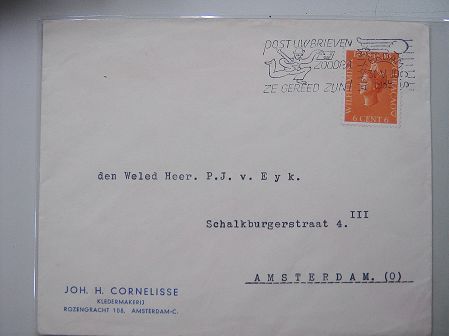 POST UW BRIEVEN
ZOODRA
ZE GEREED ZIJN!
6 CENT 6
den Weled Heer. P.J. v. E y k.
Schalkburgerstraat 4. III
A M S T E R D A M. (O)
JOH. H. CORNELISSE
KLEDERMAKERIJ
ROZENGRACHT 108, AMSTERDAM-C.